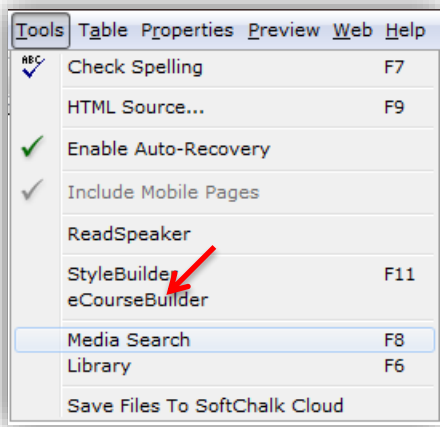 Tools Table Properties Preview Web Help
ABC Check Spelling F7
HTML Source... F9
Enable Auto-Recovery
Include Mobile Pages
ReadSpeaker
StyleBuilder F11
eCourseBuilder
Media Search F8
Library F6
Save Files To SoftChalk Cloud